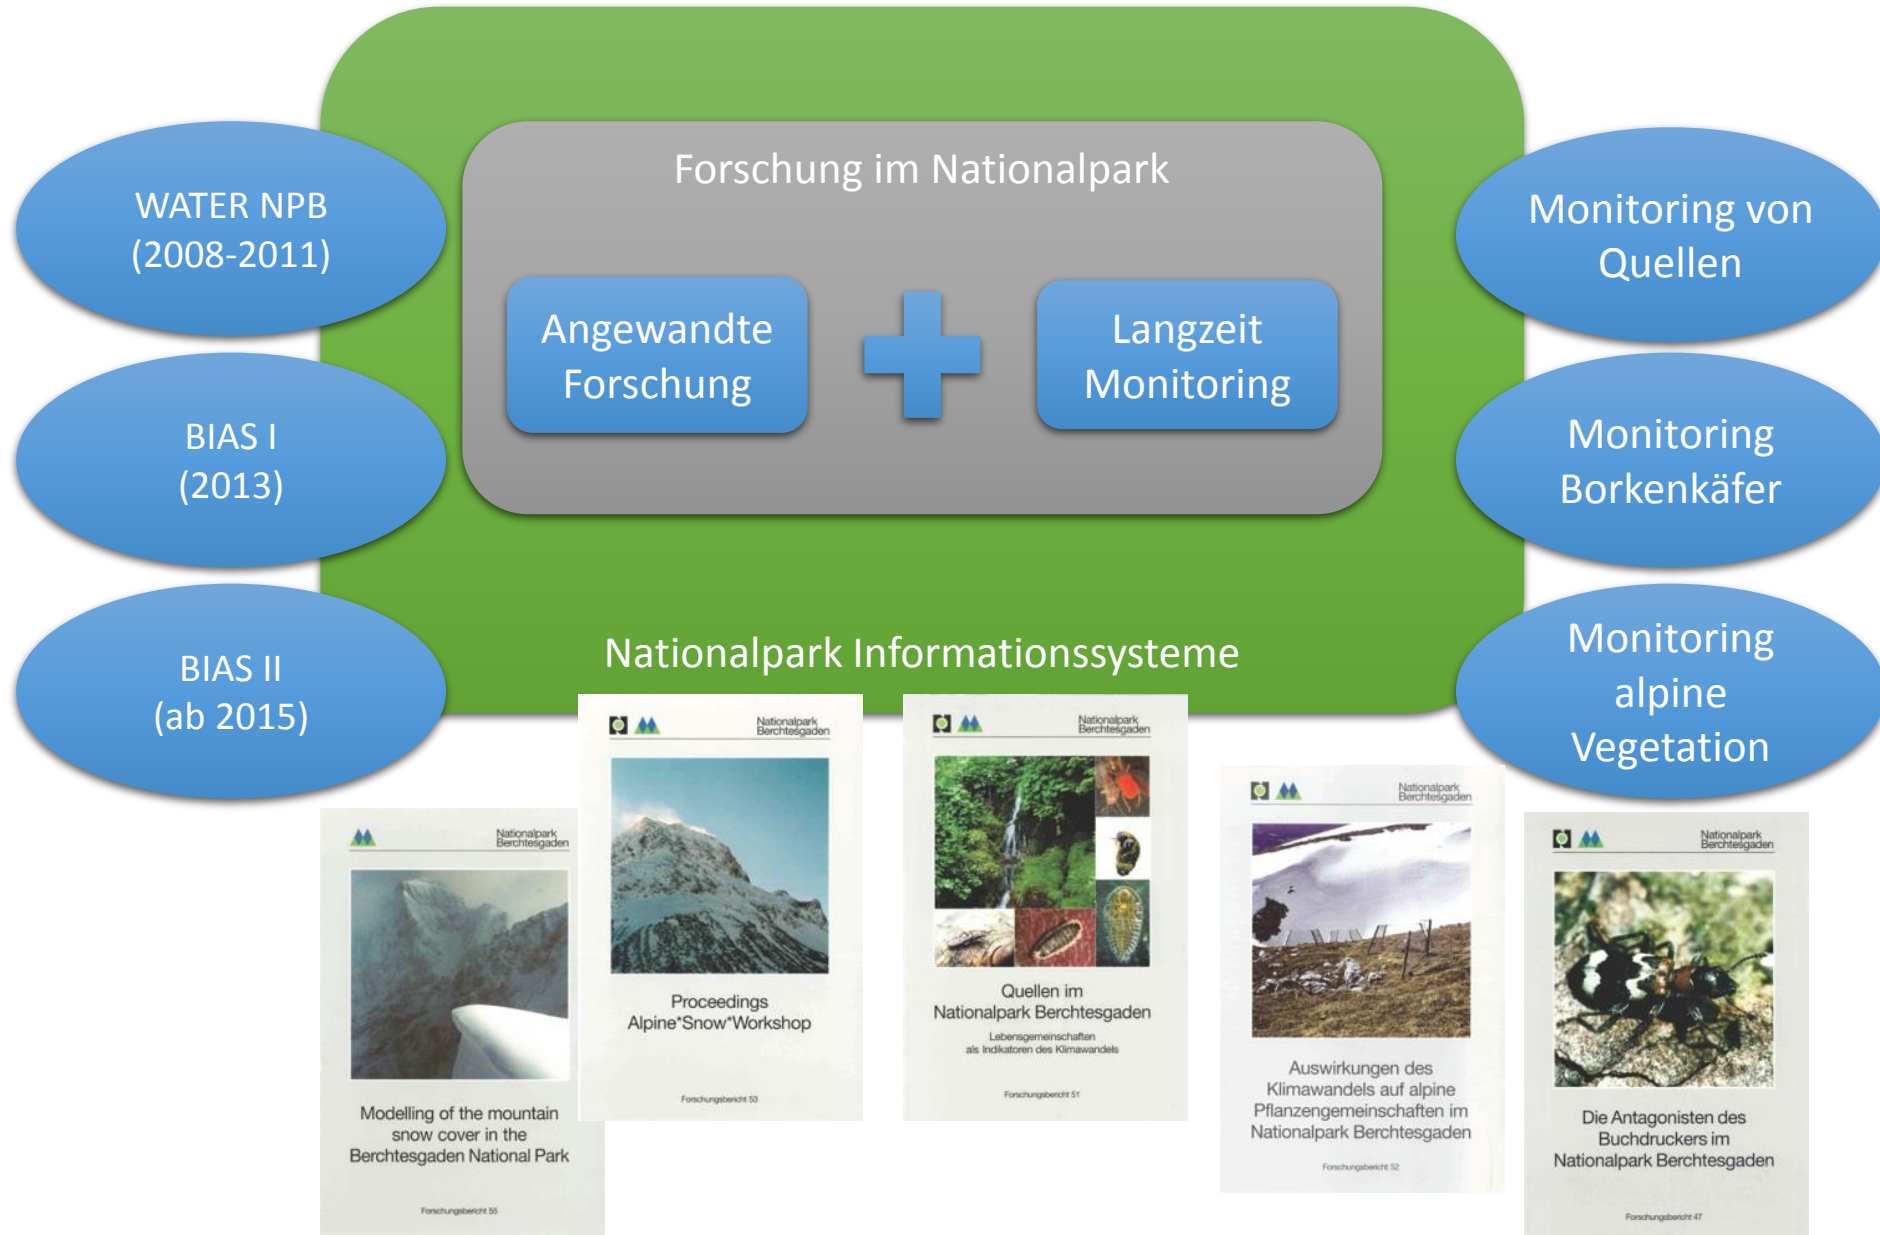 Forschung im Nationalpark
Angewandte
Forschung
Langzeit
Monitoring
Nationalpark Informationssysteme
WATER NPB
(2008-2011)
BIAS I
(2013)
BIAS II
(ab 2015)
Monitoring von
Quellen
Monitoring
Borkenkäfer
Monitoring
alpine
Vegetation
Nationalpark
Berchtesgaden
Modelling of the mountain
snow cover in the
Berchtesgaden National Park
Forschungsbericht 55
Nationalpark
Berchtesgaden
Proceedings
Alpine*Snow*Workshop
Forschungsbericht 53
Nationalpark
Berchtesgaden
Quellen im
Nationalpark Berchtesgaden
Lebensgemeinschaften
als Indikatoren des Klimawandels
Forschungsbericht 51
Nationalpark
Berchtesgaden
Auswirkungen des
Klimawandels auf alpine
Pflanzengemeinschaften im
Nationalpark Berchtesgaden
Forschungsbericht 52
Nationalpark
Berchtesgaden
Die Antagonisten des
Buchdruckers im
Nationalpark Berchtesgaden
Forschungsbericht 47